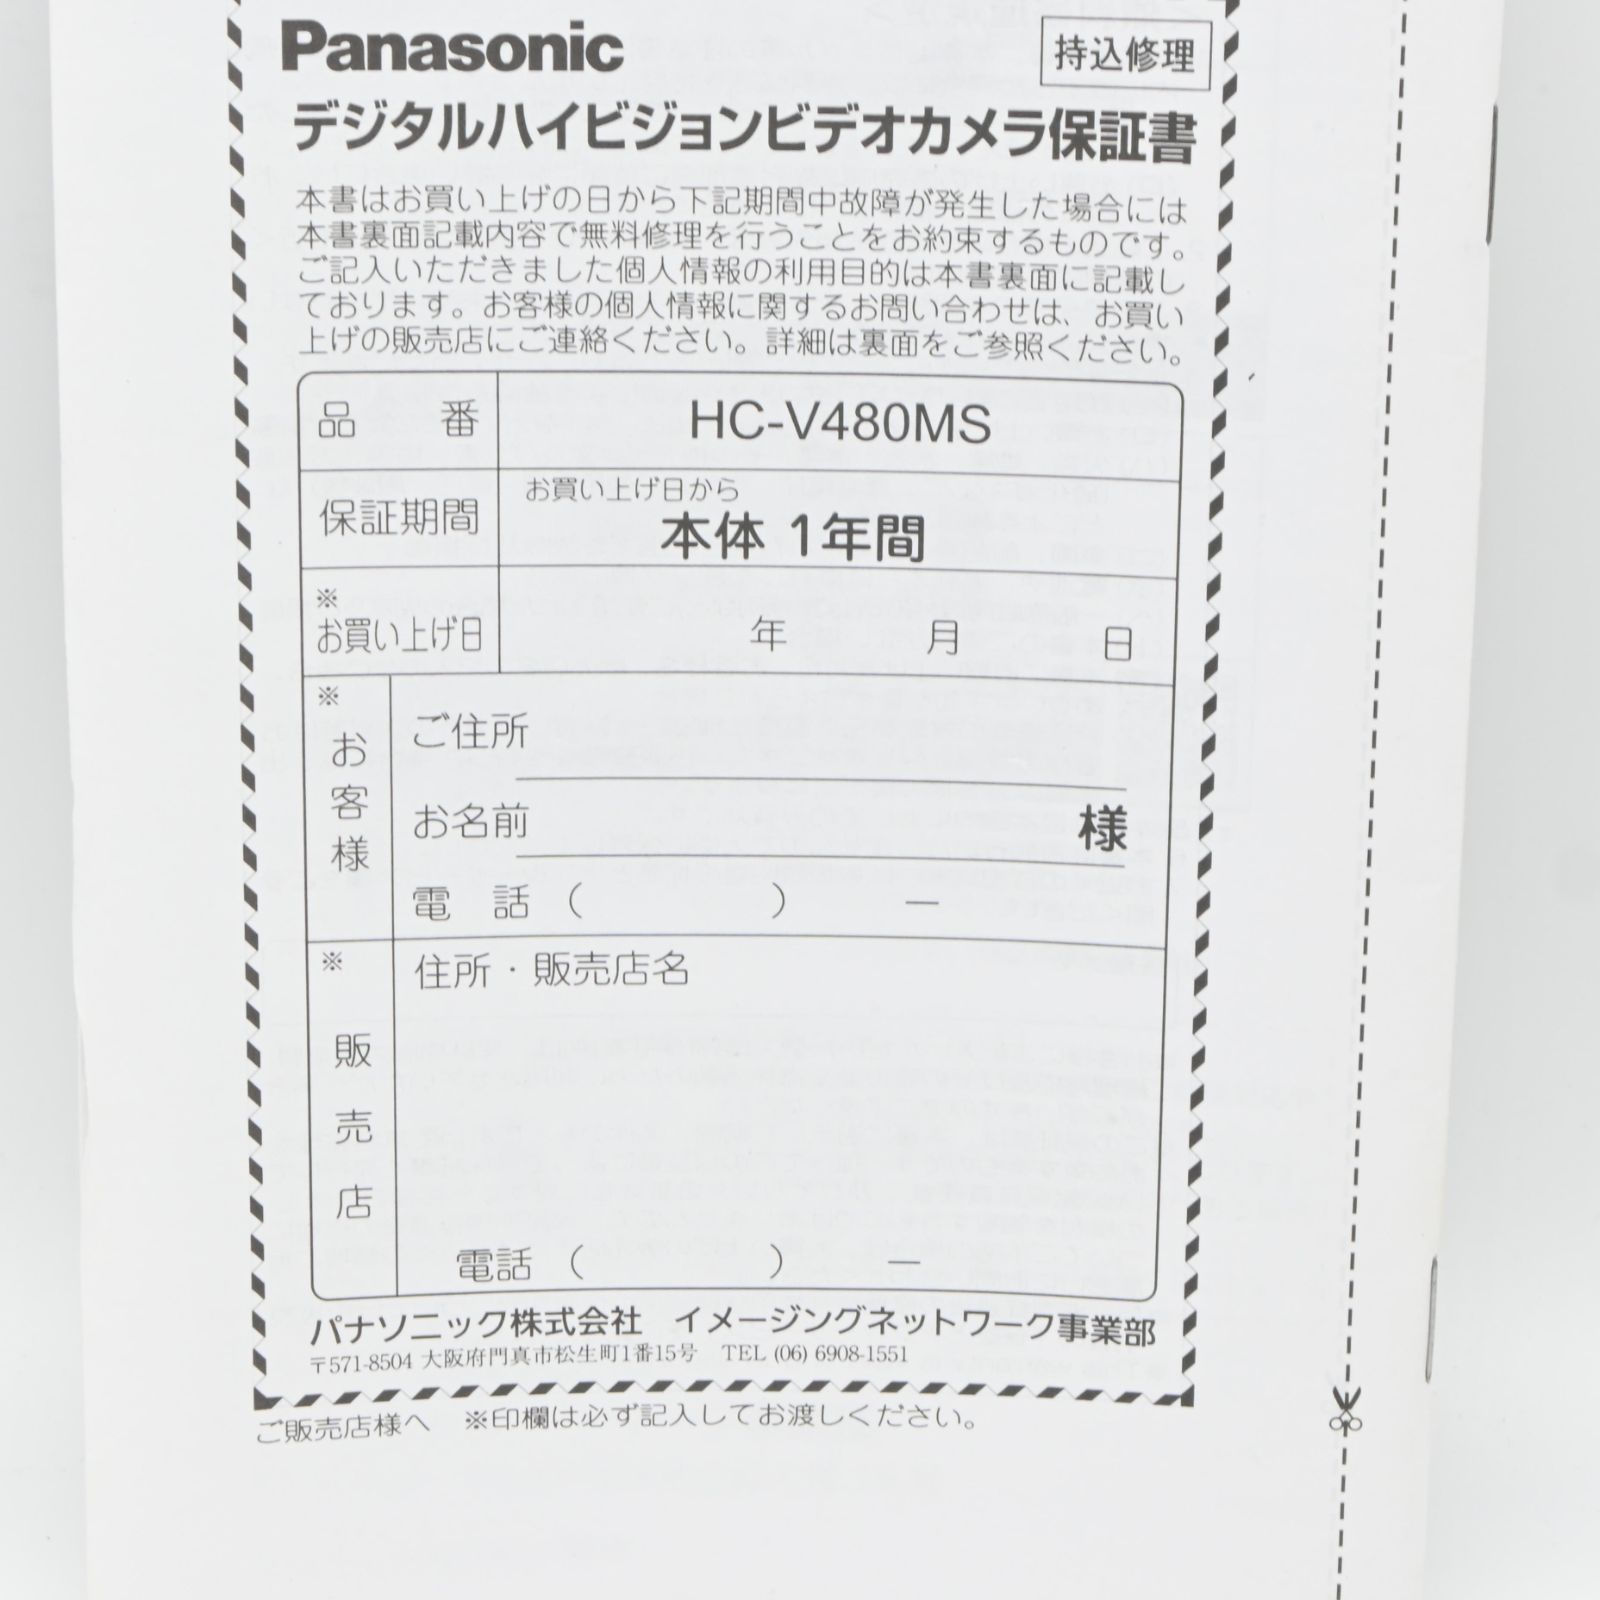 Panasonic
持込修理
デジタルハイビジョンビデオカメラ保証書
本書はお買い上げの日から下記期間中故障が発生した場合には
本書裏面記載内容で無料修理を行うことをお約束するものです。
ご記入いただきました個人情報の利用目的は本書裏面に記載し
ております。お客様の個人情報に関するお問い合わせは、お買い
上げの販売店にご連絡ください。詳細は裏面をご参照ください。
品 番 HC-V480MS
保証期間 お買い上げ日から
本体 1年間
※
お買い上げ日 年 月 日
※
お客様
ご住所
お名前 様
電 話 ( ) ー
※
販売店
住所・販売店名
電話 ( ) ー
パナソニック株式会社 イメージングネットワーク事業部
〒571-8504 大阪府門真市松生町1番15号 TEL (06) 6908-1551
ご販売店様へ ※印欄は必ず記入してお渡しください。